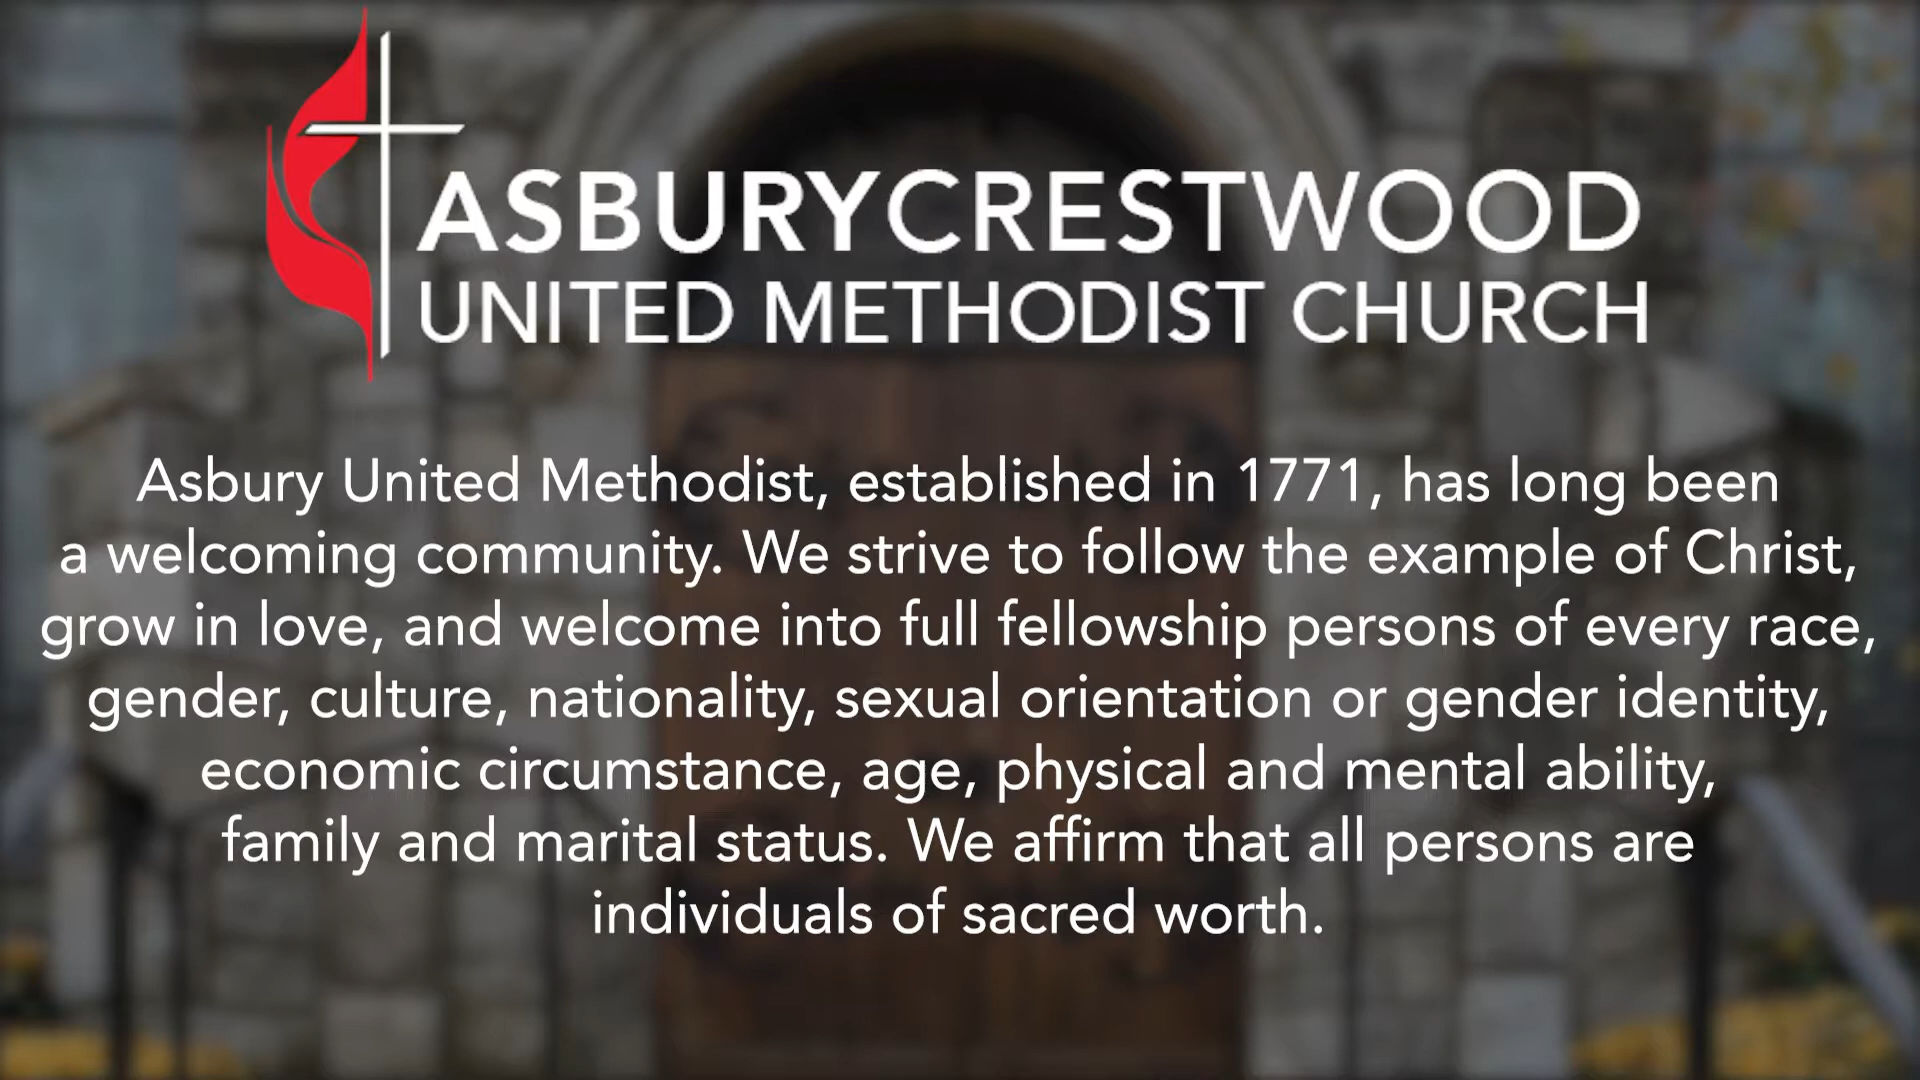 ASBURYCRESTWOOD
UNITED METHODIST CHURCH
Asbury United Methodist, established in 1771, has long been
a welcoming community. We strive to follow the example of Christ,
grow in love, and welcome into full fellowship persons of every race,
gender, culture, nationality, sexual orientation or gender identity,
economic circumstance, age, physical and mental ability,
family and marital status. We affirm that all persons are
individuals of sacred worth.